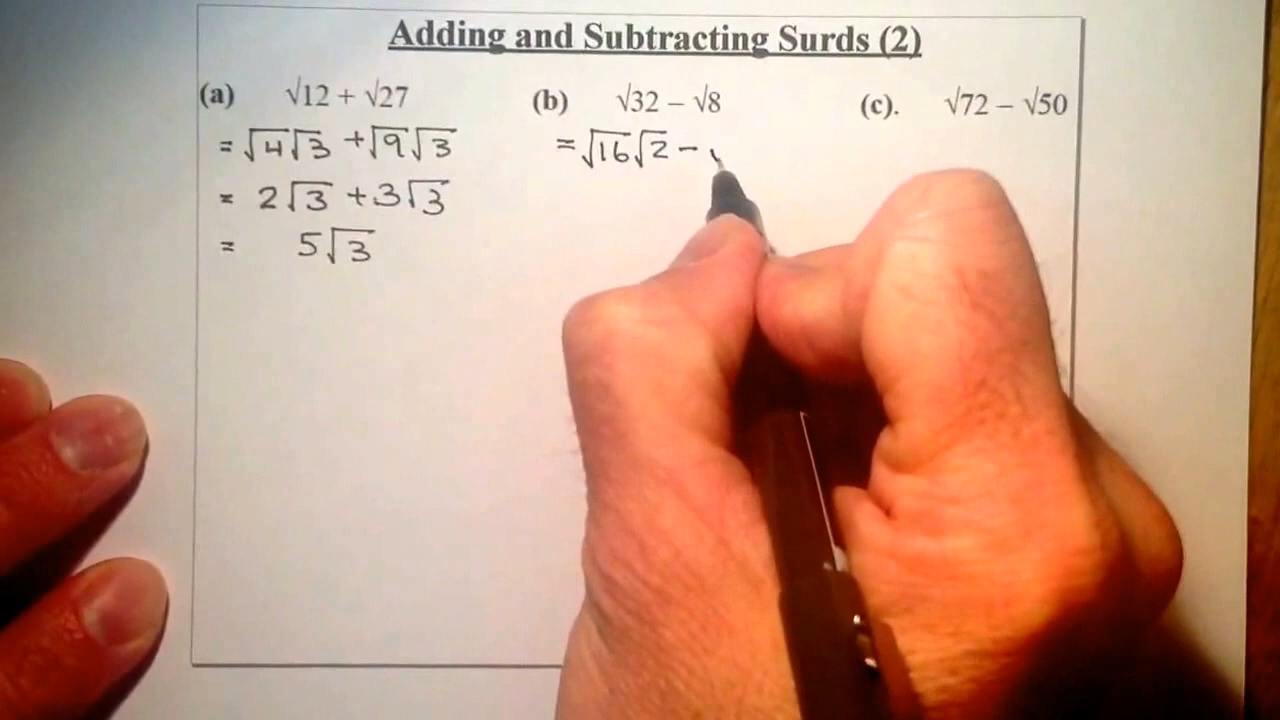 Adding and Subtracting Surds (2)
(a) √12 + √27
= √4√3 + √9√3
= 2√3 + 3√3
= 5√3
(b) √32 – √8
= √16√2 –
(c). √72 – √50